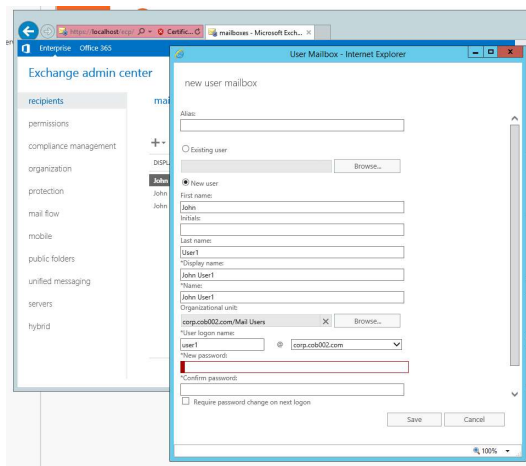 https://localhost/ecp/
Certific...
mailboxes - Microsoft Exch...
Enterprise Office 365
Exchange admin center
recipients
permissions
compliance management
organization
protection
mail flow
mobile
public folders
unified messaging
servers
hybrid
mai
DISPL
John
John
John
User Mailbox - Internet Explorer
new user mailbox
Alias:
Existing user
Browse...
New user
First name:
John
Initials:
Last name:
User1
*Display name:
John User1
*Name:
John User1
Organizational unit:
corp.cob002.com/Mail Users
Browse...
*User logon name:
user1 @ corp.cob002.com
*New password:
*Confirm password:
Require password change on next logon
Save Cancel
100%